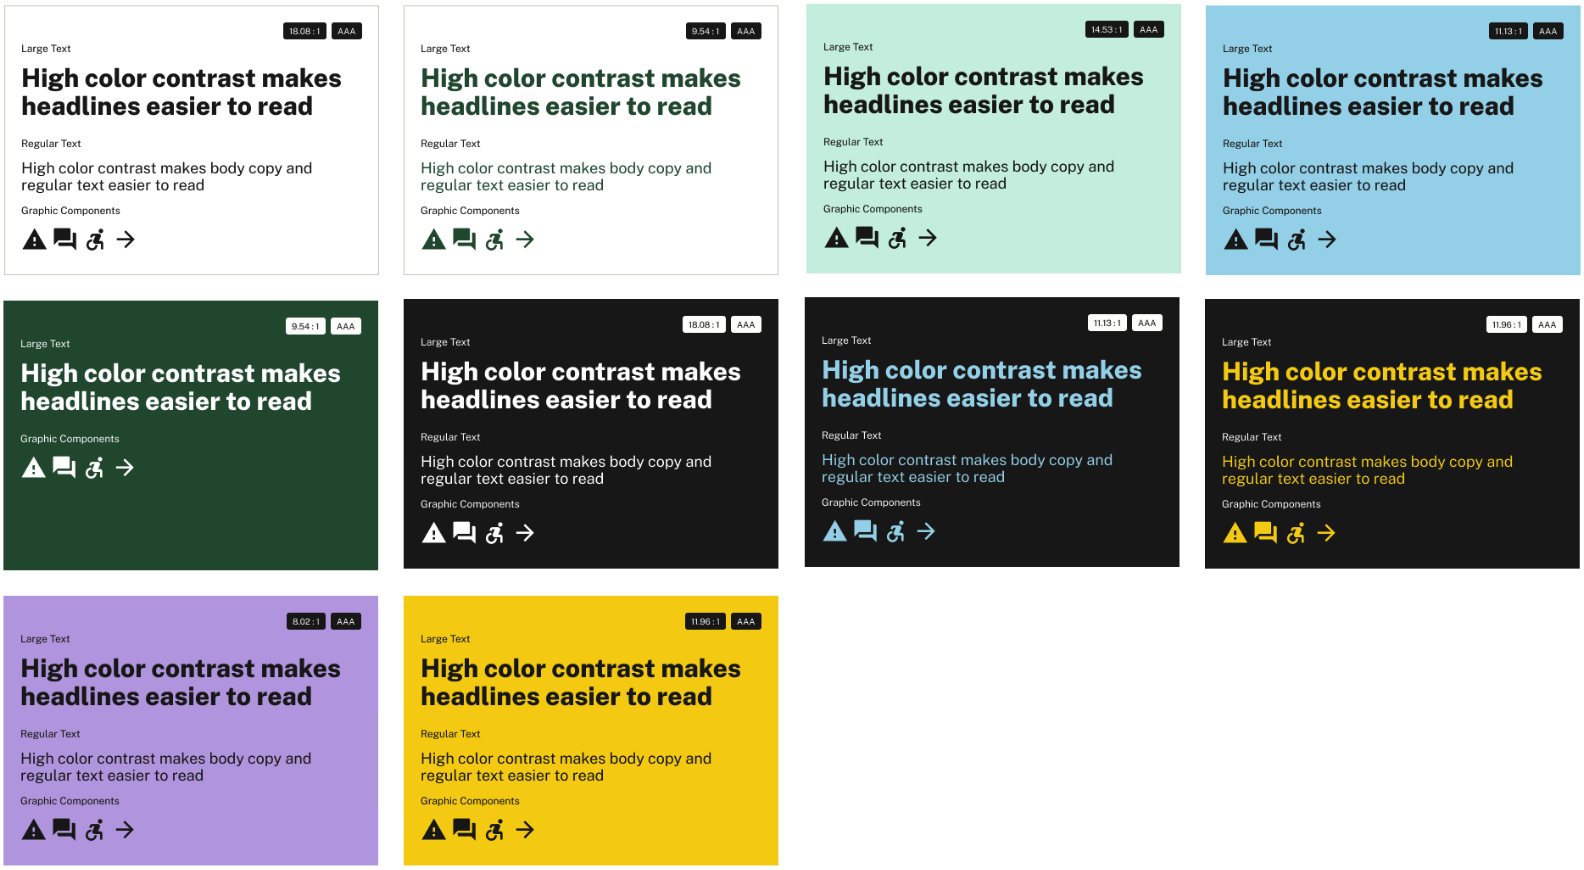 18.08 : 1 AAA
Large Text
High color contrast makes
headlines easier to read
Regular Text
High color contrast makes body copy and
regular text easier to read
Graphic Components
9.54 : 1 AAA
Large Text
High color contrast makes
headlines easier to read
Regular Text
High color contrast makes body copy and
regular text easier to read
Graphic Components
14.53 : 1 AAA
Large Text
High color contrast makes
headlines easier to read
Regular Text
High color contrast makes body copy and
regular text easier to read
Graphic Components
11.13 : 1 AAA
Large Text
High color contrast makes
headlines easier to read
Regular Text
High color contrast makes body copy and
regular text easier to read
Graphic Components
9.54 : 1 AAA
Large Text
High color contrast makes
headlines easier to read
Graphic Components
18.08 : 1 AAA
Large Text
High color contrast makes
headlines easier to read
Regular Text
High color contrast makes body copy and
regular text easier to read
Graphic Components
11.13 : 1 AAA
Large Text
High color contrast makes
headlines easier to read
Regular Text
High color contrast makes body copy and
regular text easier to read
Graphic Components
11.96 : 1 AAA
Large Text
High color contrast makes
headlines easier to read
Regular Text
High color contrast makes body copy and
regular text easier to read
Graphic Components
8.02 : 1 AAA
Large Text
High color contrast makes
headlines easier to read
Regular Text
High color contrast makes body copy and
regular text easier to read
Graphic Components
11.96 : 1 AAA
Large Text
High color contrast makes
headlines easier to read
Regular Text
High color contrast makes body copy and
regular text easier to read
Graphic Components